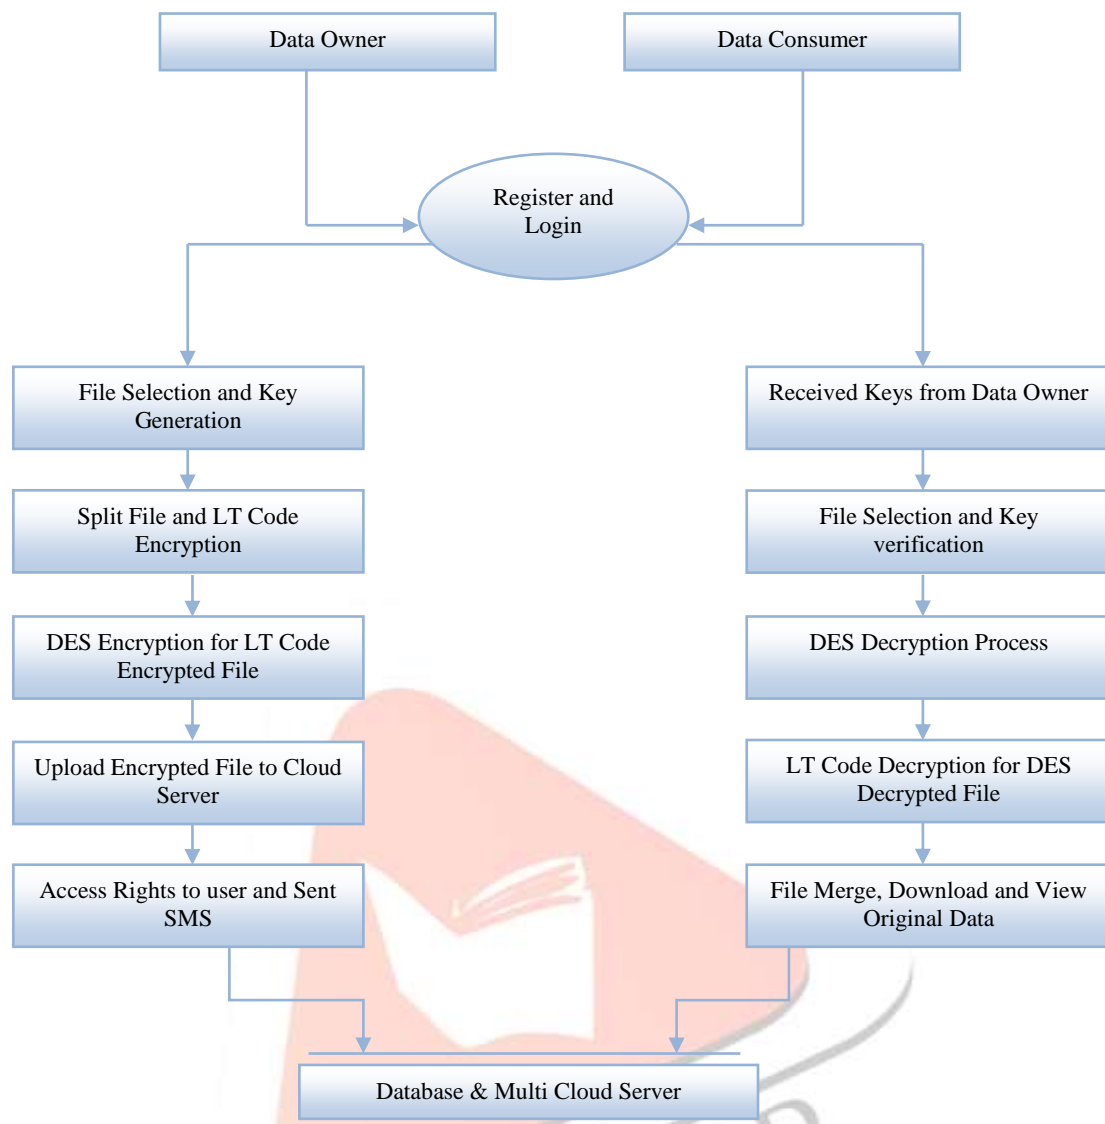 Data Owner
Data Consumer
Register and
Login
File Selection and Key
Generation
Received Keys from Data Owner
Split File and LT Code
Encryption
File Selection and Key
verification
DES Encryption for LT Code
Encrypted File
DES Decryption Process
Upload Encrypted File to Cloud
Server
LT Code Decryption for DES
Decrypted File
Access Rights to user and Sent
SMS
File Merge, Download and View
Original Data
Database & Multi Cloud Server